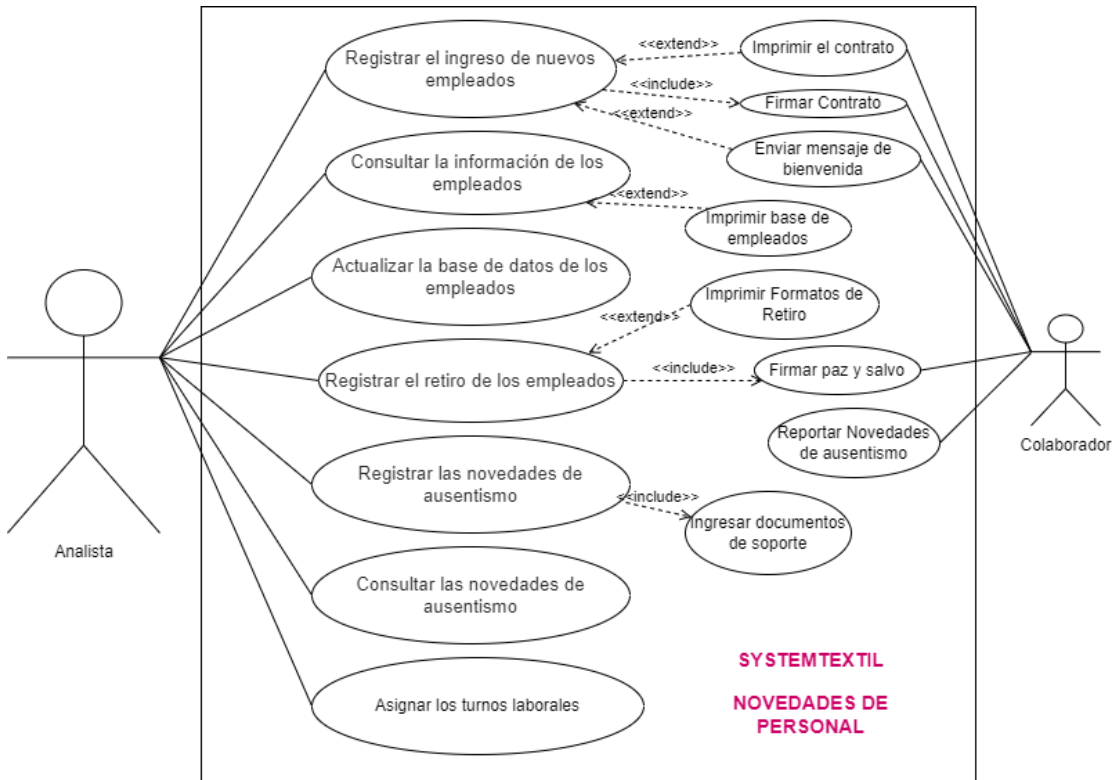 Registrar el ingreso de nuevos
empleados
<<extend>>
Imprimir el contrato
<<include>>
Firmar Contrato
<<extend>>
Enviar mensaje de
bienvenida
Consultar la información de los
empleados
<<extend>>
Imprimir base de
empleados
Actualizar la base de datos de los
empleados
Imprimir Formatos de
Retiro
<<extend>>
Registrar el retiro de los empleados
<<include>>
Firmar paz y salvo
Reportar Novedades
de ausentismo
Colaborador
Registrar las novedades de
ausentismo
<<include>>
Ingresar documentos
de soporte
Analista
Consultar las novedades de
ausentismo
Asignar los turnos laborales
SYSTEMTEXTIL
NOVEDADES DE
PERSONAL